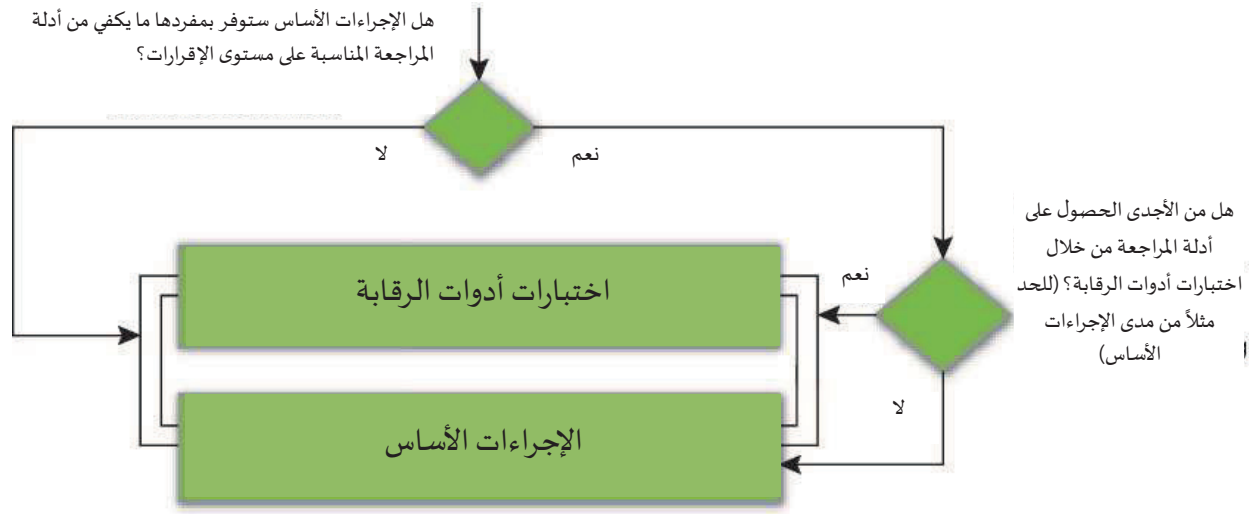 هل الإجراءات الأساس ستوفر بمفردها ما يكفي من أدلة
المراجعة المناسبة على مستوى الإقرارات؟
لا
نعم
هل من الأجدى الحصول على
أدلة المراجعة من خلال
اختبارات أدوات الرقابة؟ (للحد
مثلاً من مدى الإجراءات
الأساس)
نعم
اختبارات أدوات الرقابة
لا
الإجراءات الأساس